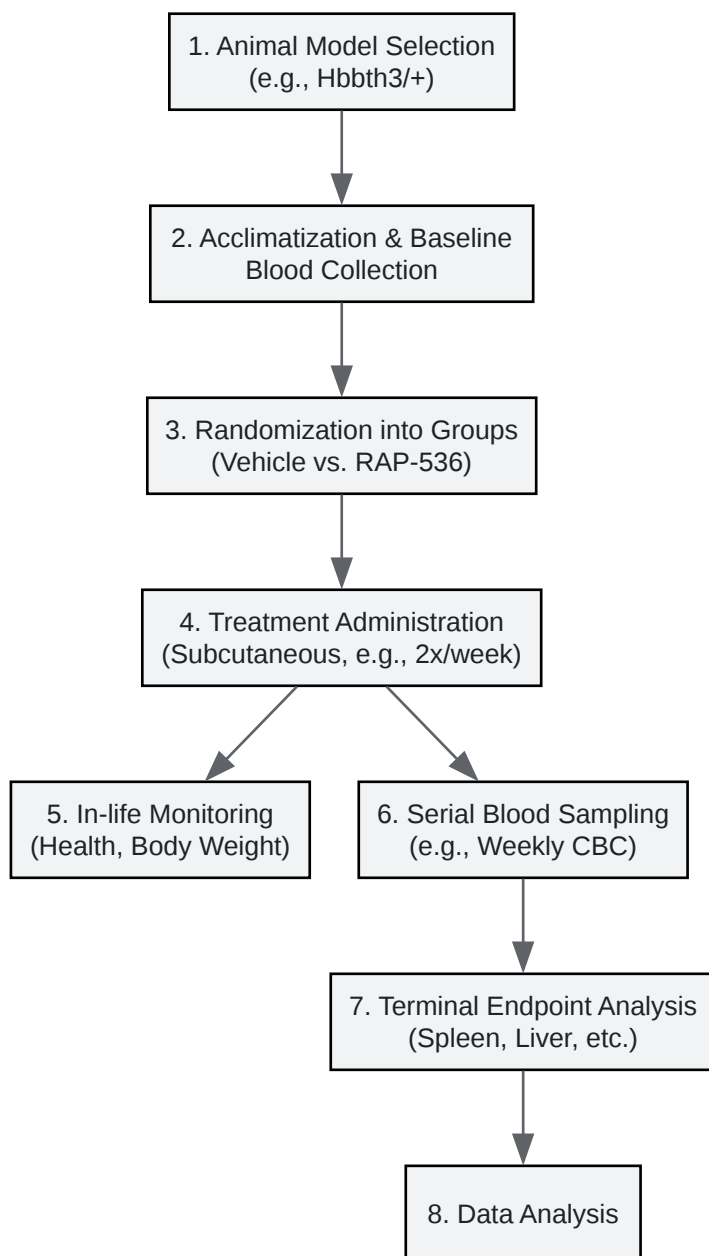 1. Animal Model Selection
(e.g., Hbbth3/+)
2. Acclimatization & Baseline
Blood Collection
3. Randomization into Groups
(Vehicle vs. RAP-536)
4. Treatment Administration
(Subcutaneous, e.g., 2x/week)
5. In-life Monitoring
(Health, Body Weight)
6. Serial Blood Sampling
(e.g., Weekly CBC)
7. Terminal Endpoint Analysis
(Spleen, Liver, etc.)
8. Data Analysis